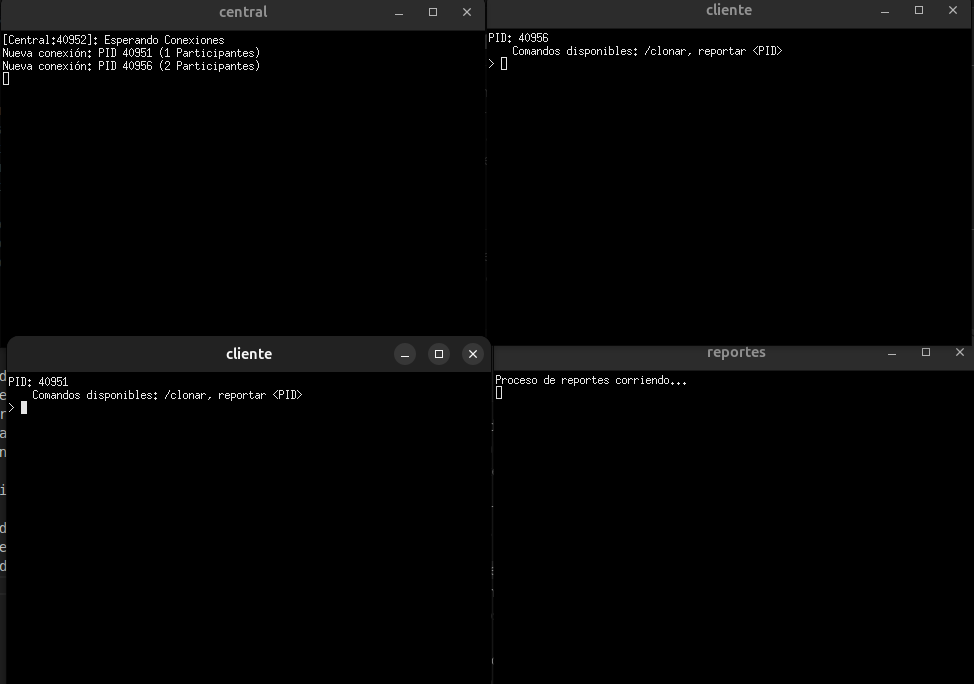 central
[Central:40952]: Esperando Conexiones
Nueva conexión: PID 40951 (1 Participantes)
Nueva conexión: PID 40956 (2 Participantes)
cliente
PID: 40956
Comandos disponibles: /clonar, reportar <PID>
>
cliente
PID: 40951
Comandos disponibles: /clonar, reportar <PID>
>
reportes
Proceso de reportes corriendo...